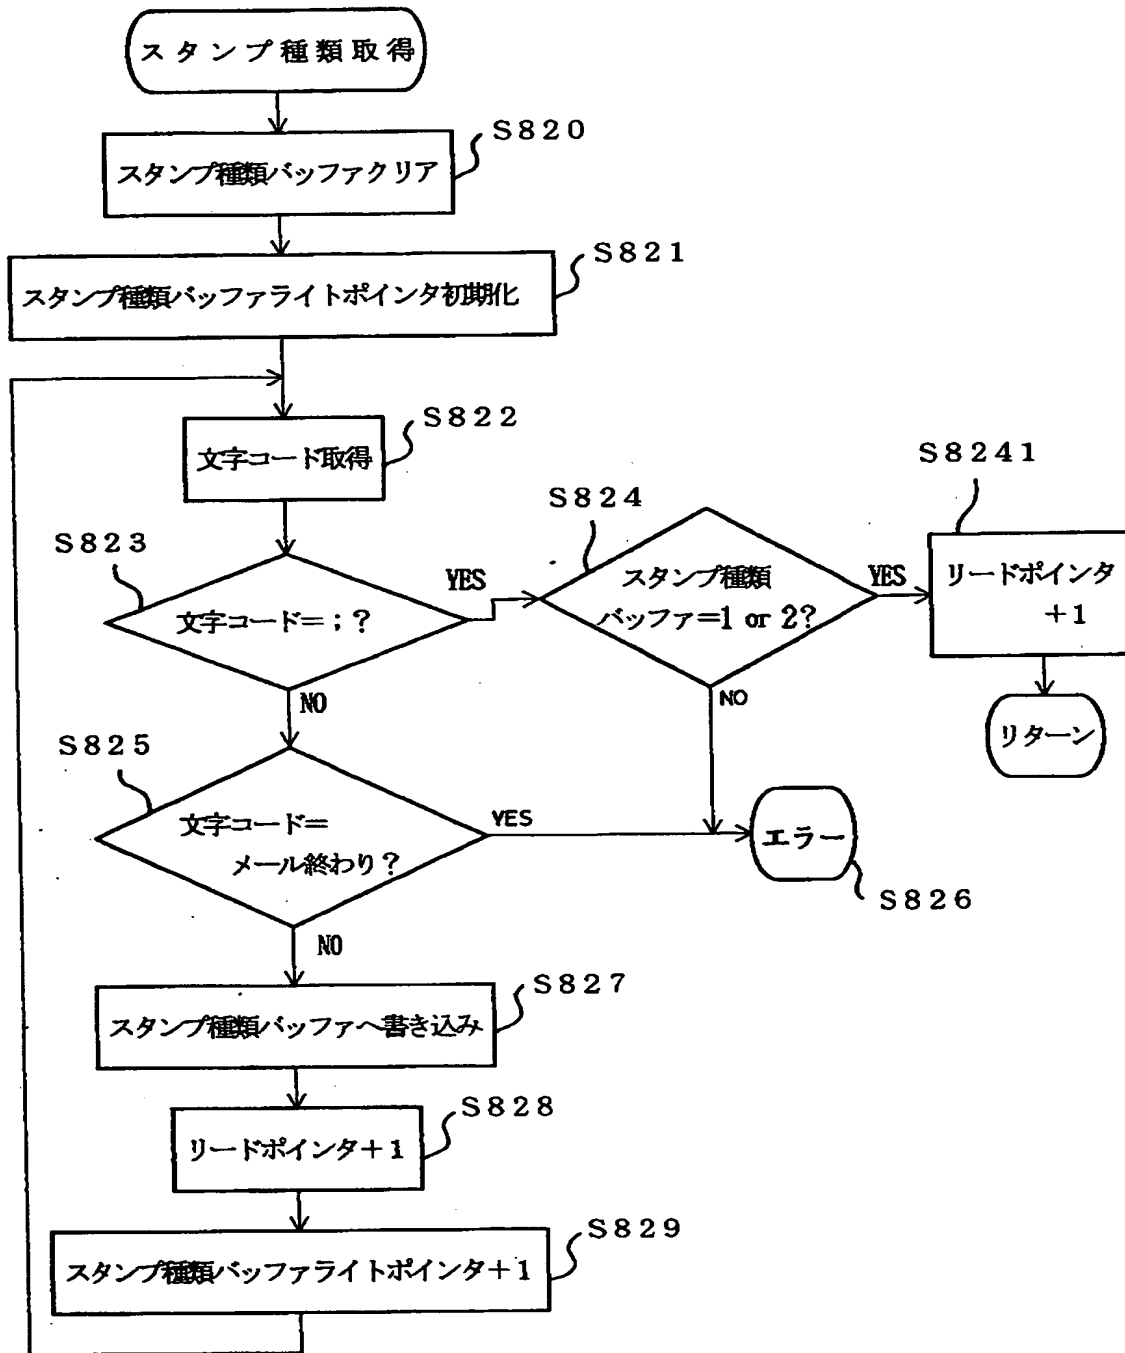 スタンプ種類取得
S820
スタンプ種類バッファクリア
S821
スタンプ種類バッファライトポインタ初期化
S822
文字コード取得
S823
文字コード=;?
YES
NO
S824
スタンプ種類
バッファ=1 or 2?
YES
NO
S8241
リードポインタ
+1
リターン
S825
文字コード=
メール終わり?
YES
NO
エラー
S826
S827
スタンプ種類バッファへ書き込み
S828
リードポインタ+1
S829
スタンプ種類バッファライトポインタ+1